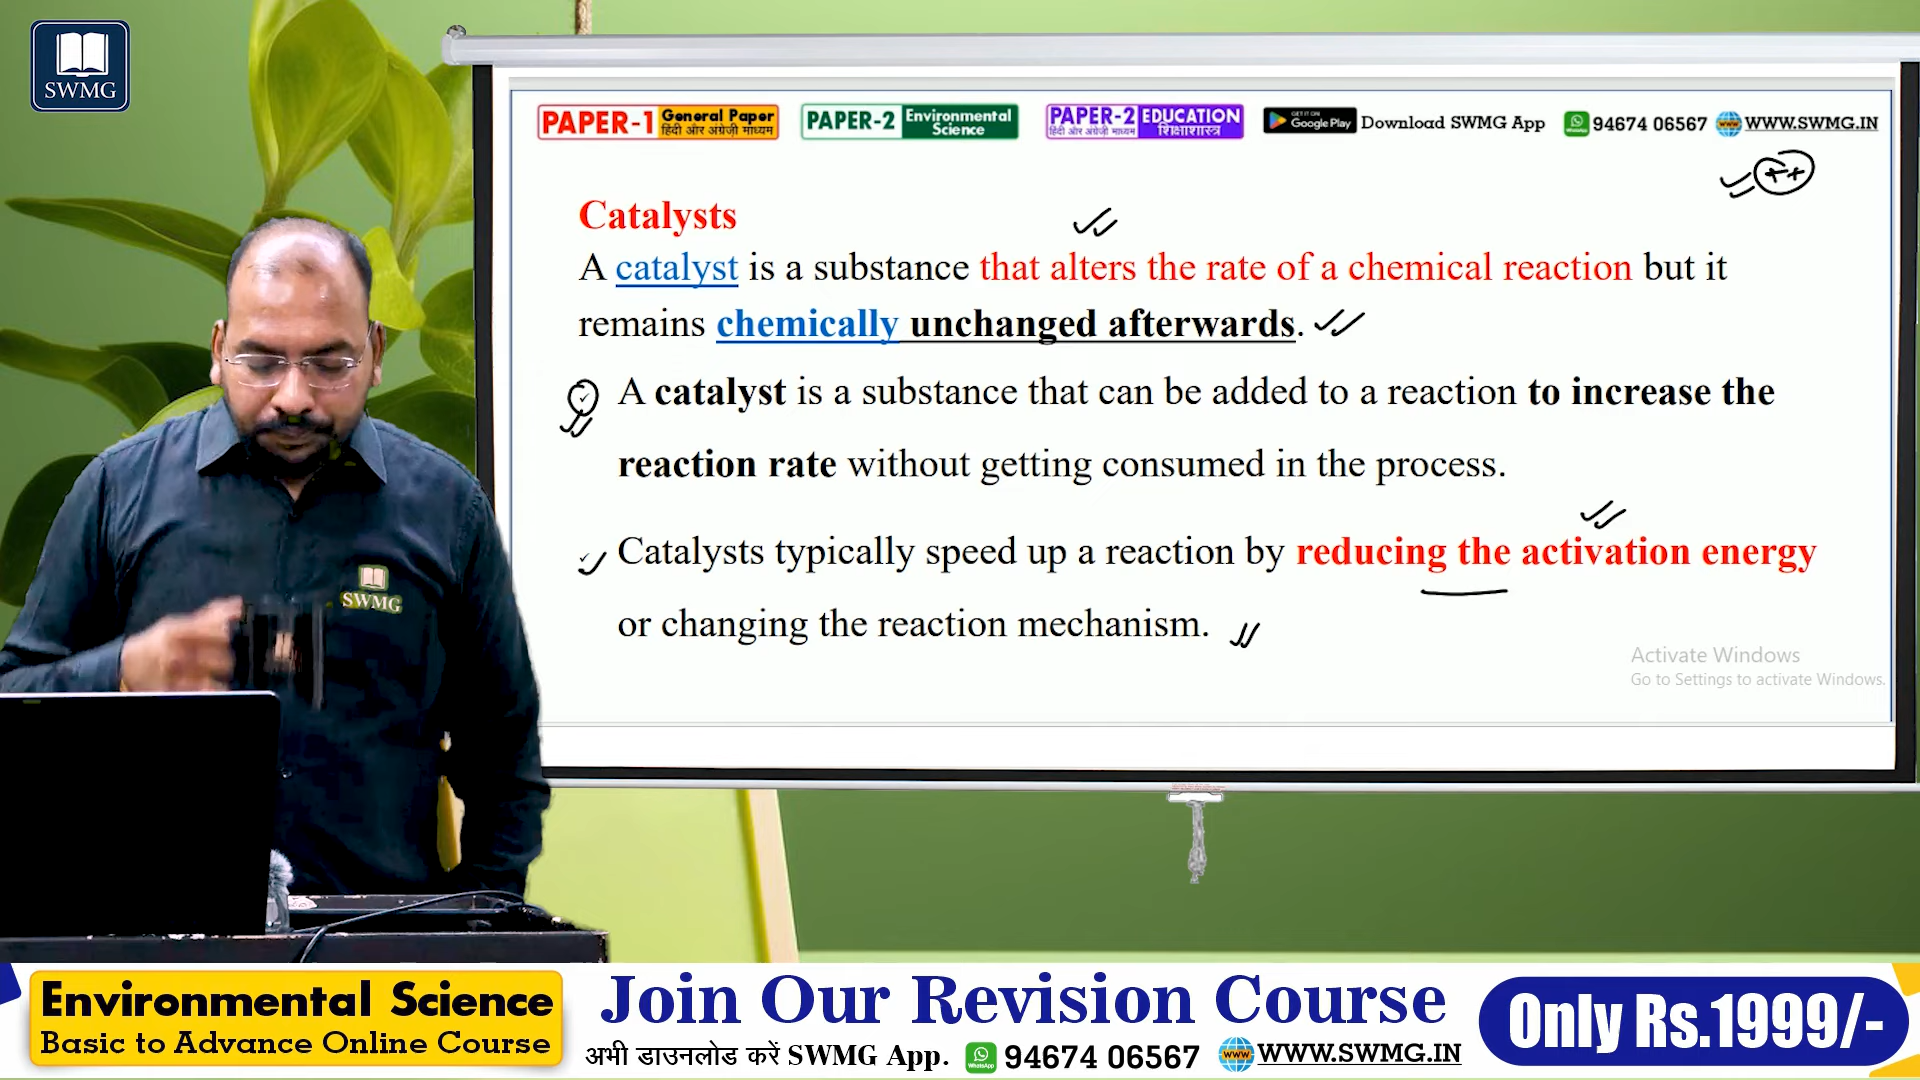 SWMG
PAPER-1 General Paper हिंदी और अंग्रेज़ी माध्यम
PAPER-2 Environmental Science
PAPER-2 EDUCATION हिंदी और अंग्रेज़ी माध्यम शिक्षाशास्त्र
GET IT ON Google Play Download SWMG App
94674 06567 WWW.SWMG.IN
++
Catalysts
A catalyst is a substance that alters the rate of a chemical reaction but it
remains chemically unchanged afterwards.
A catalyst is a substance that can be added to a reaction to increase the
reaction rate without getting consumed in the process.
Catalysts typically speed up a reaction by reducing the activation energy
or changing the reaction mechanism.
SWMG
Activate Windows
Go to Settings to activate Windows.
Environmental Science
Basic to Advance Online Course
Join Our Revision Course
अभी डाउनलोड करें SWMG App. WhatsApp 94674 06567 www WWW.SWMG.IN
Only Rs.1999/-